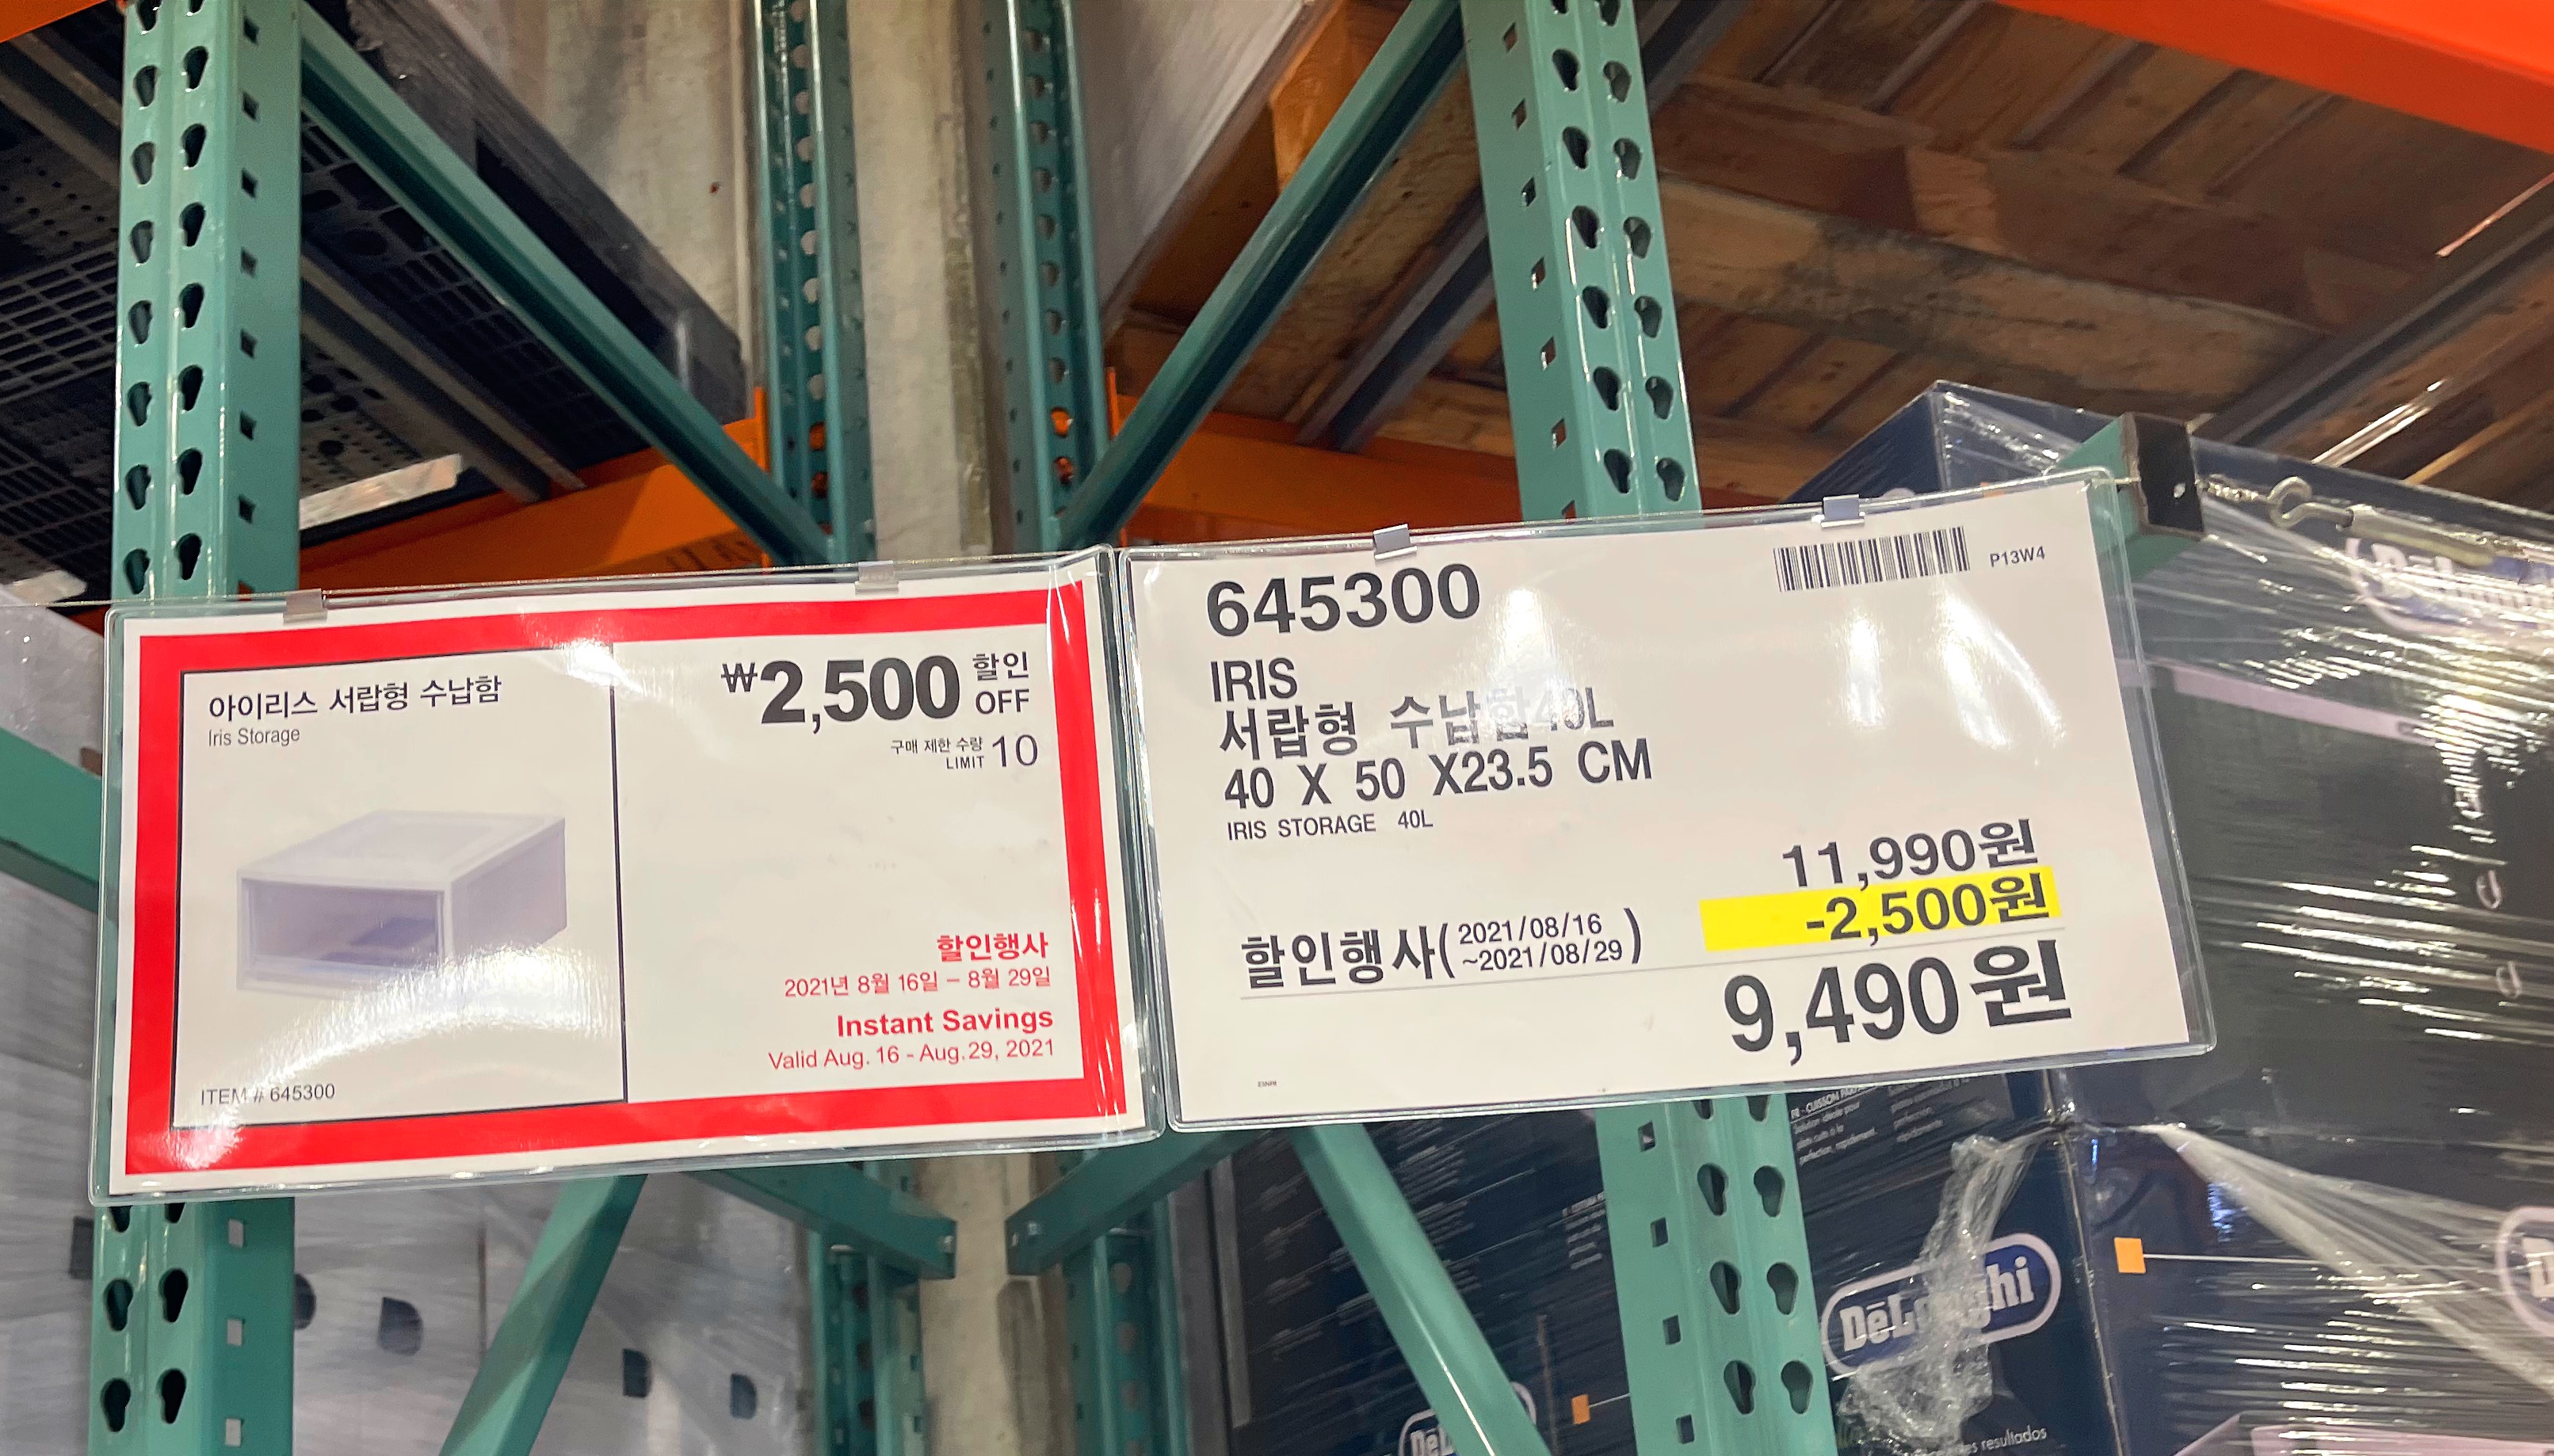 아이리스 서랍형 수납함
Iris Storage
₩2,500 할인
OFF
구매 제한 수량
LIMIT 10
할인행사
2021년 8월 16일 – 8월 29일
Instant Savings
Valid Aug. 16 - Aug.29, 2021
ITEM # 645300
P13W4
645300
IRIS
서랍형 수납함40L
40 X 50 X23.5 CM
IRIS STORAGE 40L
11,990원
-2,500원
할인행사(2021/08/16
~2021/08/29)
9,490원
DēLonghi
resultados